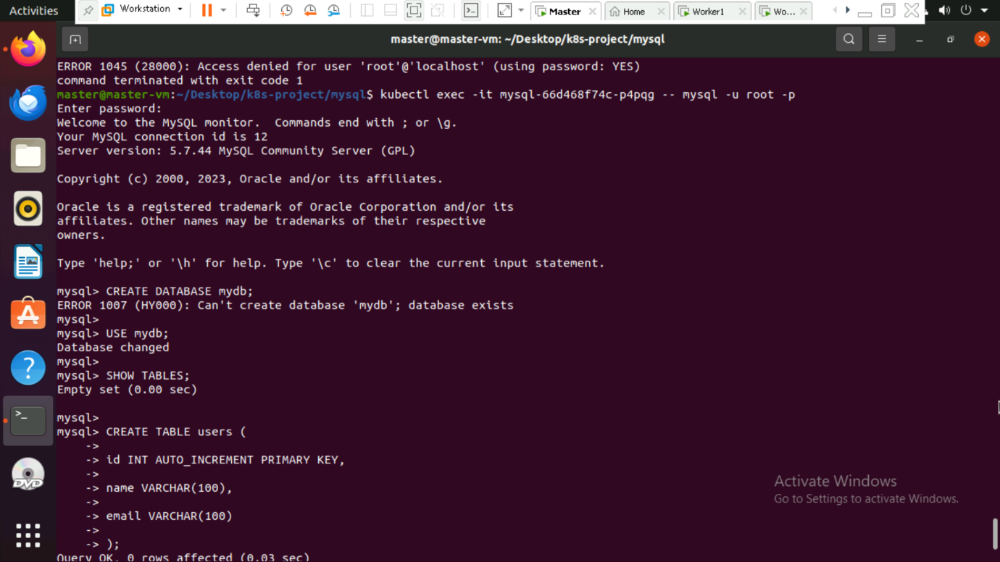 Activities
Workstation
Master
Home
Worker1
Wo...
master@master-vm: ~/Desktop/k8s-project/mysql
ERROR 1045 (28000): Access denied for user 'root'@'localhost' (using password: YES)
command terminated with exit code 1
master@master-vm:~/Desktop/k8s-project/mysql$ kubectl exec -it mysql-66d468f74c-p4pqg -- mysql -u root -p
Enter password:
Welcome to the MySQL monitor.  Commands end with ; or \g.
Your MySQL connection id is 12
Server version: 5.7.44 MySQL Community Server (GPL)
Copyright (c) 2000, 2023, Oracle and/or its affiliates.
Oracle is a registered trademark of Oracle Corporation and/or its
affiliates. Other names may be trademarks of their respective
owners.
Type 'help;' or '\h' for help. Type '\c' to clear the current input statement.
mysql> CREATE DATABASE mydb;
ERROR 1007 (HY000): Can't create database 'mydb'; database exists
mysql>
mysql> USE mydb;
Database changed
mysql>
mysql> SHOW TABLES;
Empty set (0.00 sec)
mysql>
mysql> CREATE TABLE users (
->
-> id INT AUTO_INCREMENT PRIMARY KEY,
->
-> name VARCHAR(100),
->
-> email VARCHAR(100)
->
-> );
Query OK, 0 rows affected (0.03 sec)
DVD
Activate Windows
Go to Settings to activate Windows.